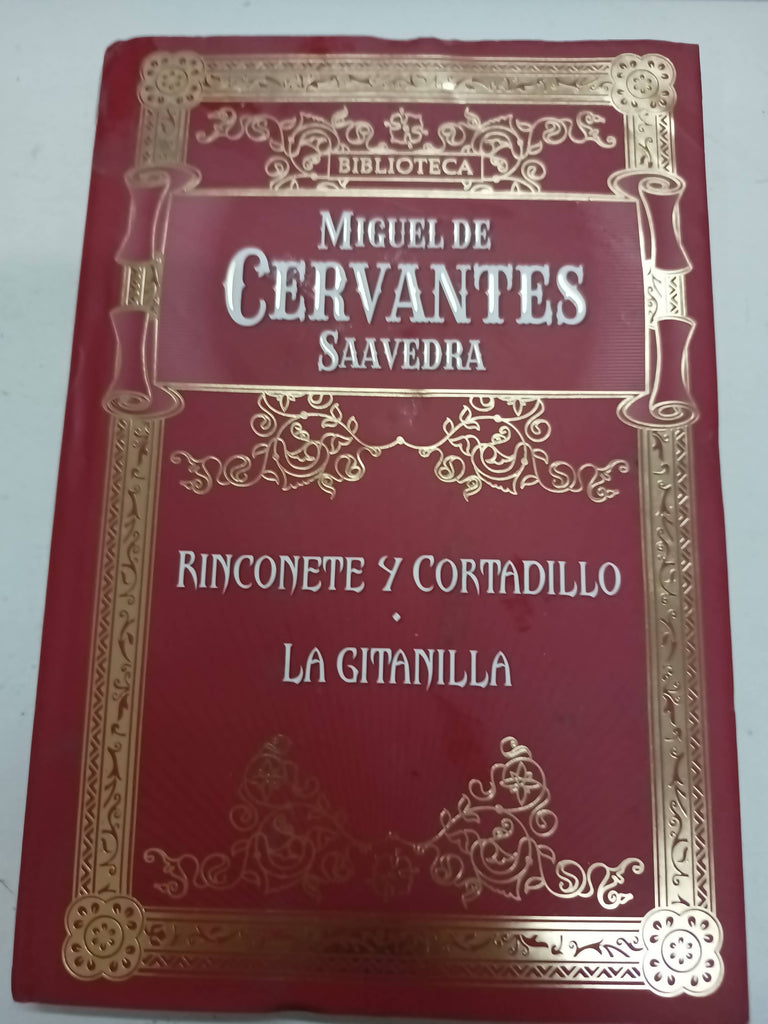 BIBLIOTECA
MIGUEL DE
CERVANTES
SAAVEDRA
RINCONETE Y CORTADILLO
LA GITANILLA